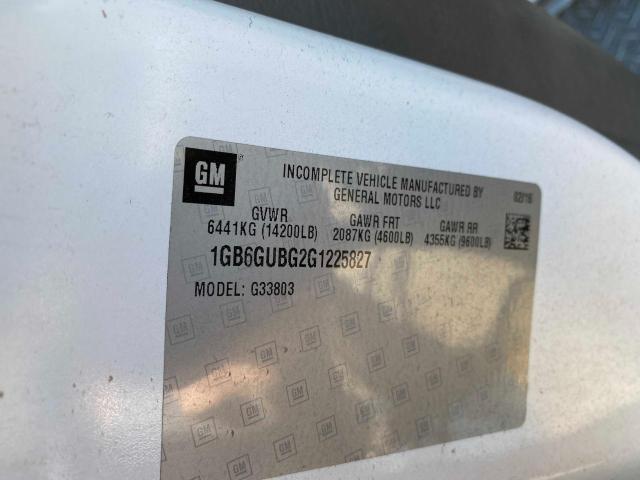 GM
INCOMPLETE VEHICLE MANUFACTURED BY
GENERAL MOTORS LLC
02/16
GVWR
6441KG (14200LB)
GAWR FRT
2087KG (4600LB)
GAWR RR
4355KG (9600LB)
1GB6GUBG2G1225827
MODEL: G33803